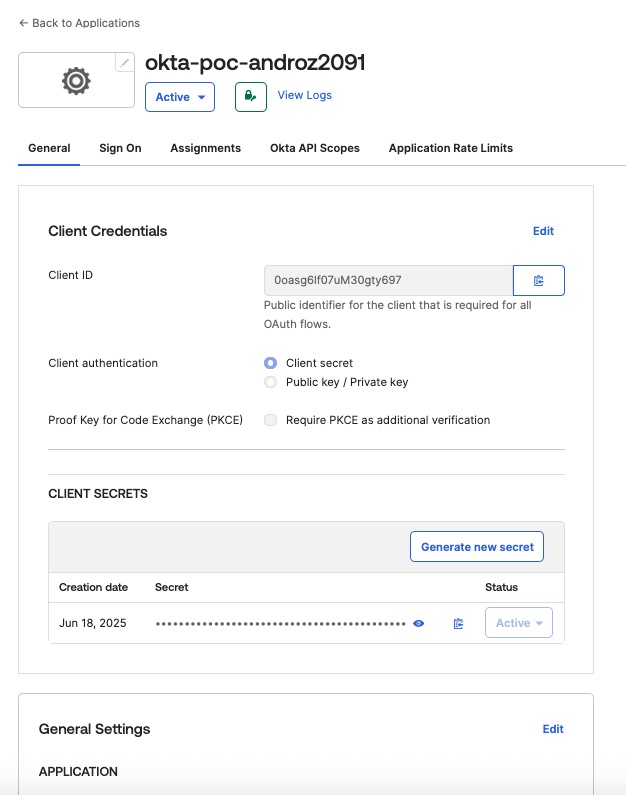 ← Back to Applications
okta-poc-androz2091
Active
View Logs
General Sign On Assignments Okta API Scopes Application Rate Limits
Client Credentials Edit
Client ID 0oasg6lf07uM30gty697
Public identifier for the client that is required for all
OAuth flows.
Client authentication Client secret
Public key / Private key
Proof Key for Code Exchange (PKCE) Require PKCE as additional verification
CLIENT SECRETS
Generate new secret
Creation date Secret Status
Jun 18, 2025 •••••••••••••••••••••••••••••••••••••••••••• Active
General Settings Edit
APPLICATION